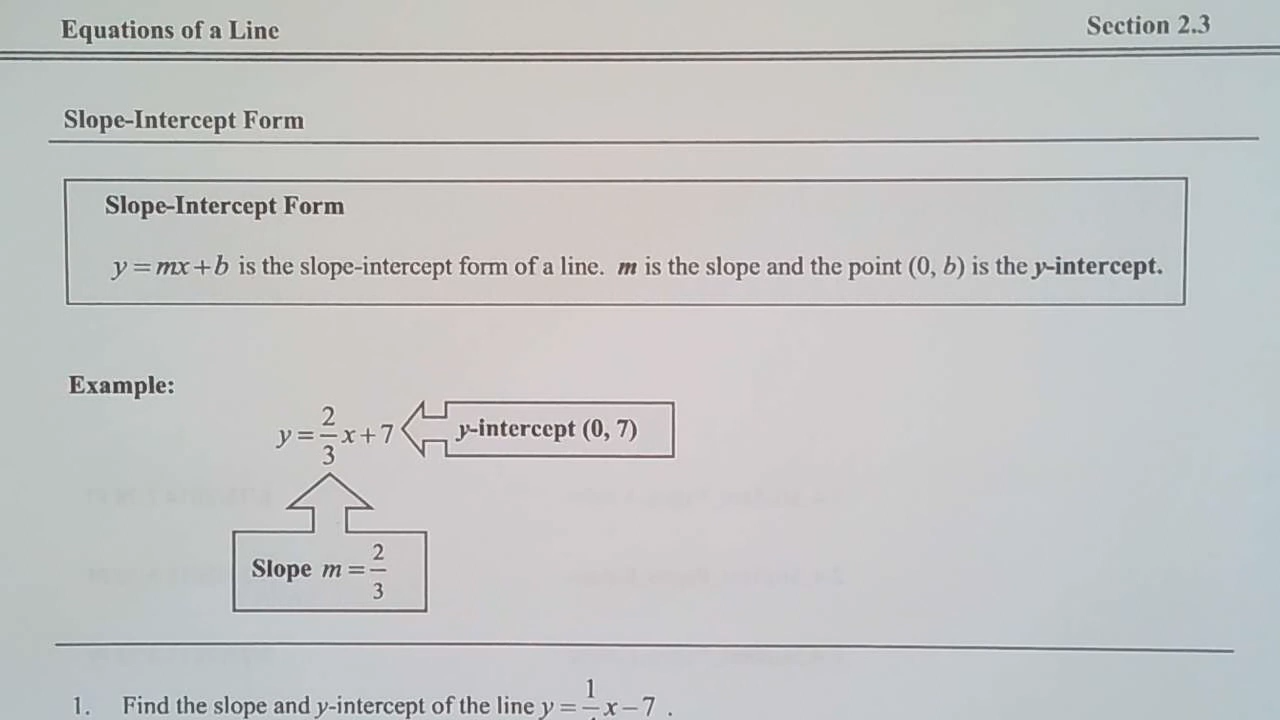 Equations of a Line Section 2.3
Slope-Intercept Form
Slope-Intercept Form
y = mx + b is the slope-intercept form of a line. m is the slope and the point (0, b) is the y-intercept.
Example:
y = 2/3 x + 7 y-intercept (0, 7)
Slope m = 2/3
1. Find the slope and y-intercept of the line y = 1/ x − 7 .